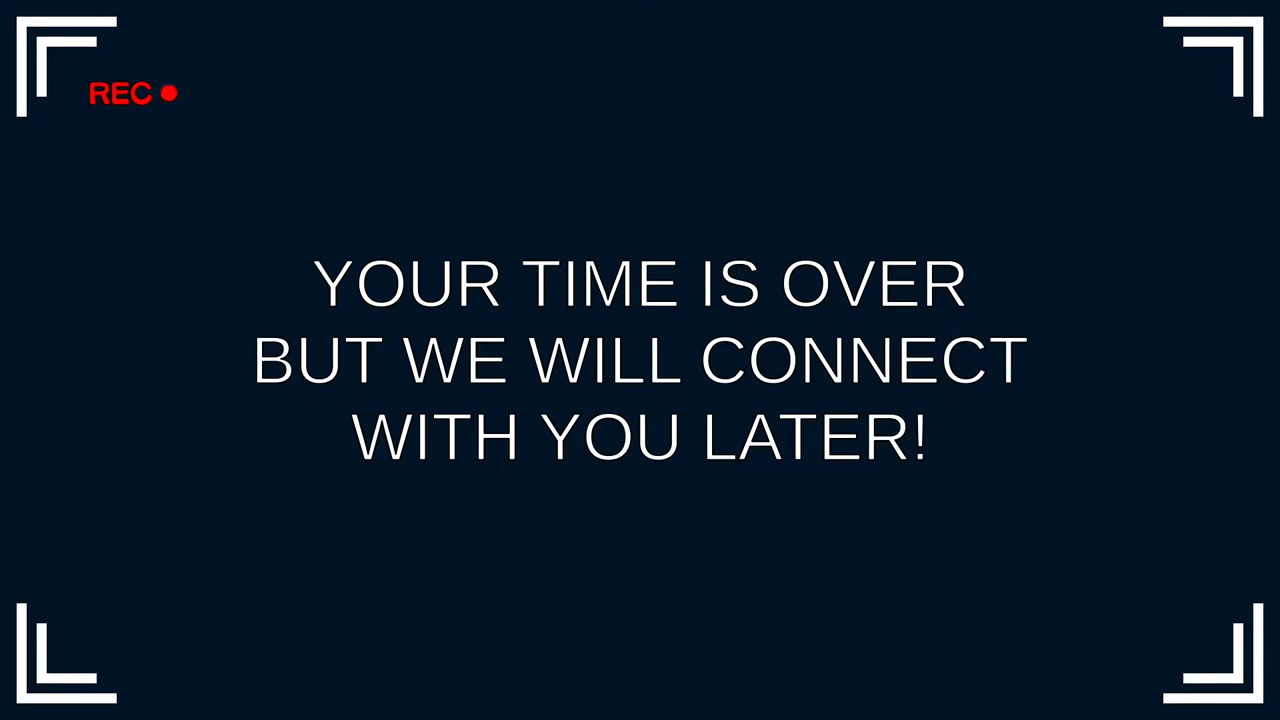 REC
YOUR TIME IS OVER
BUT WE WILL CONNECT
WITH YOU LATER!